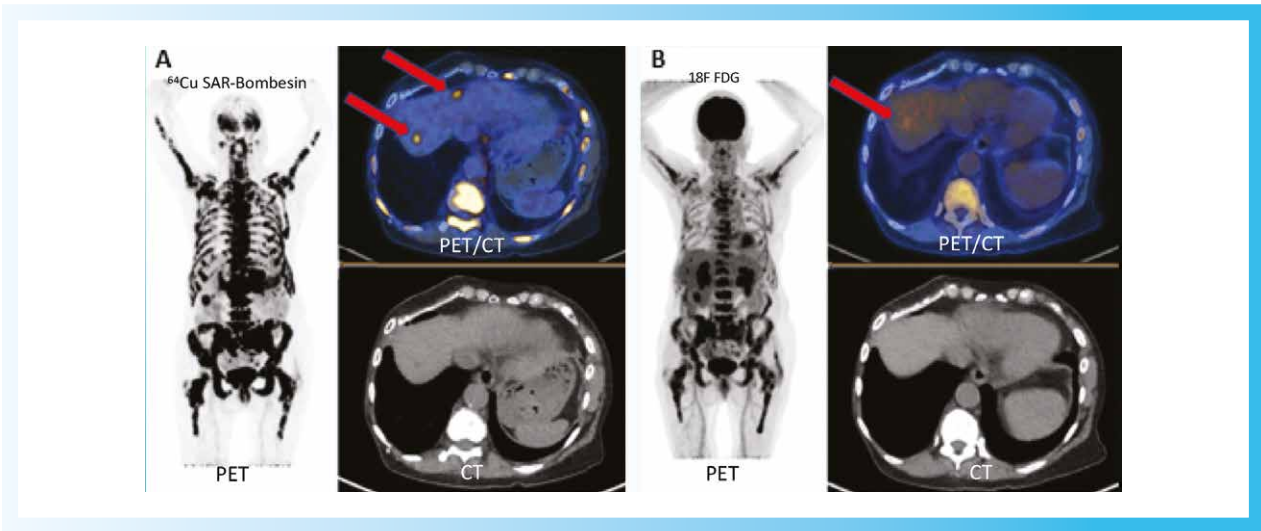 A
⁶⁴Cu SAR-Bombesin
PET
PET/CT
CT
B
18F FDG
PET
PET/CT
CT